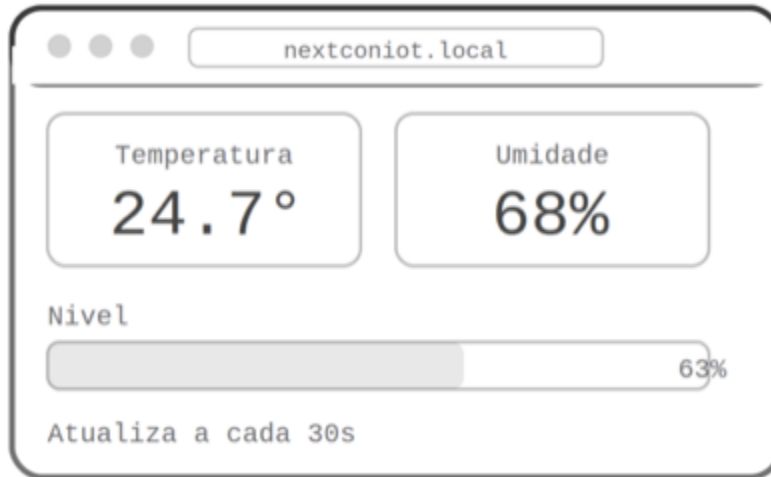 nextconiot.local
Temperatura
Umidade
24.7°
68%
Nivel
63%
Atualiza a cada 30s